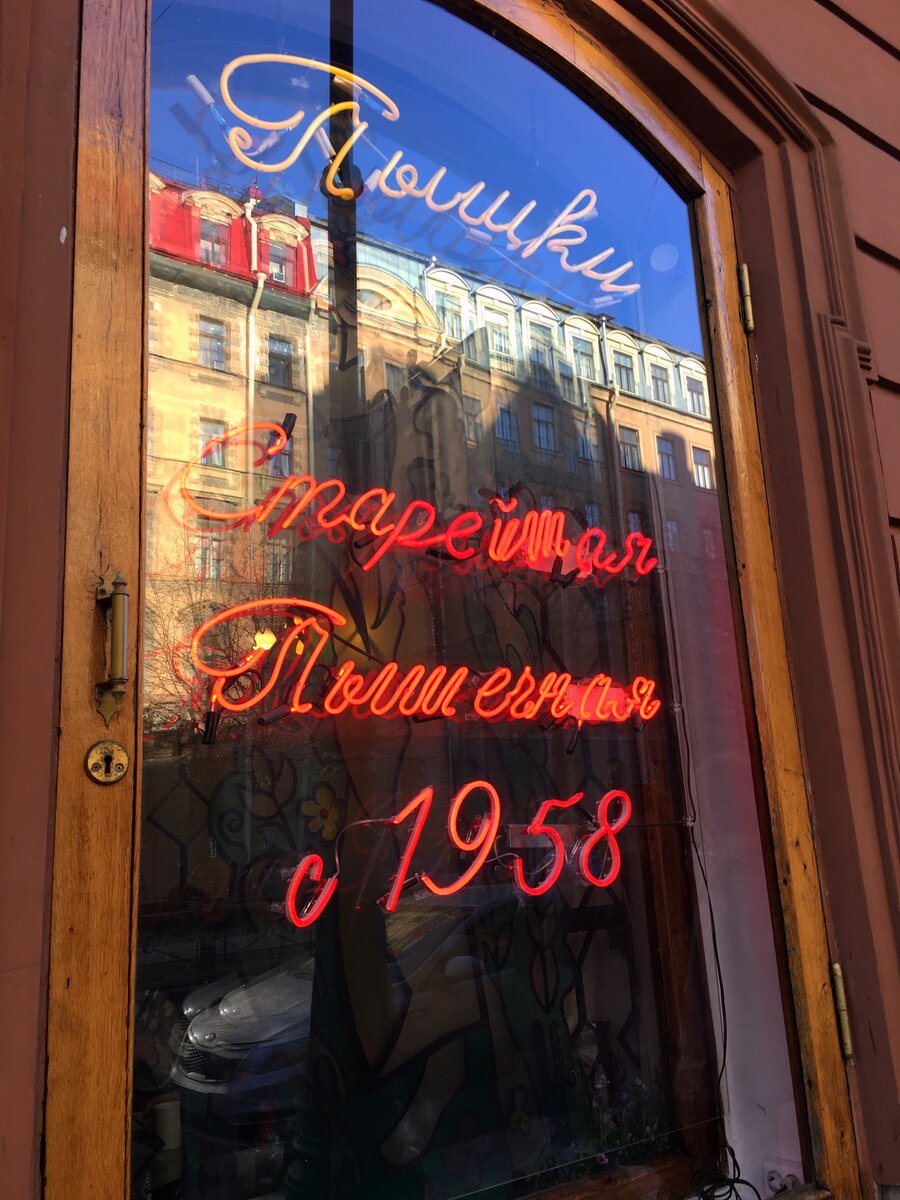 Пышки
Старейшая
Пышечная
с 1958